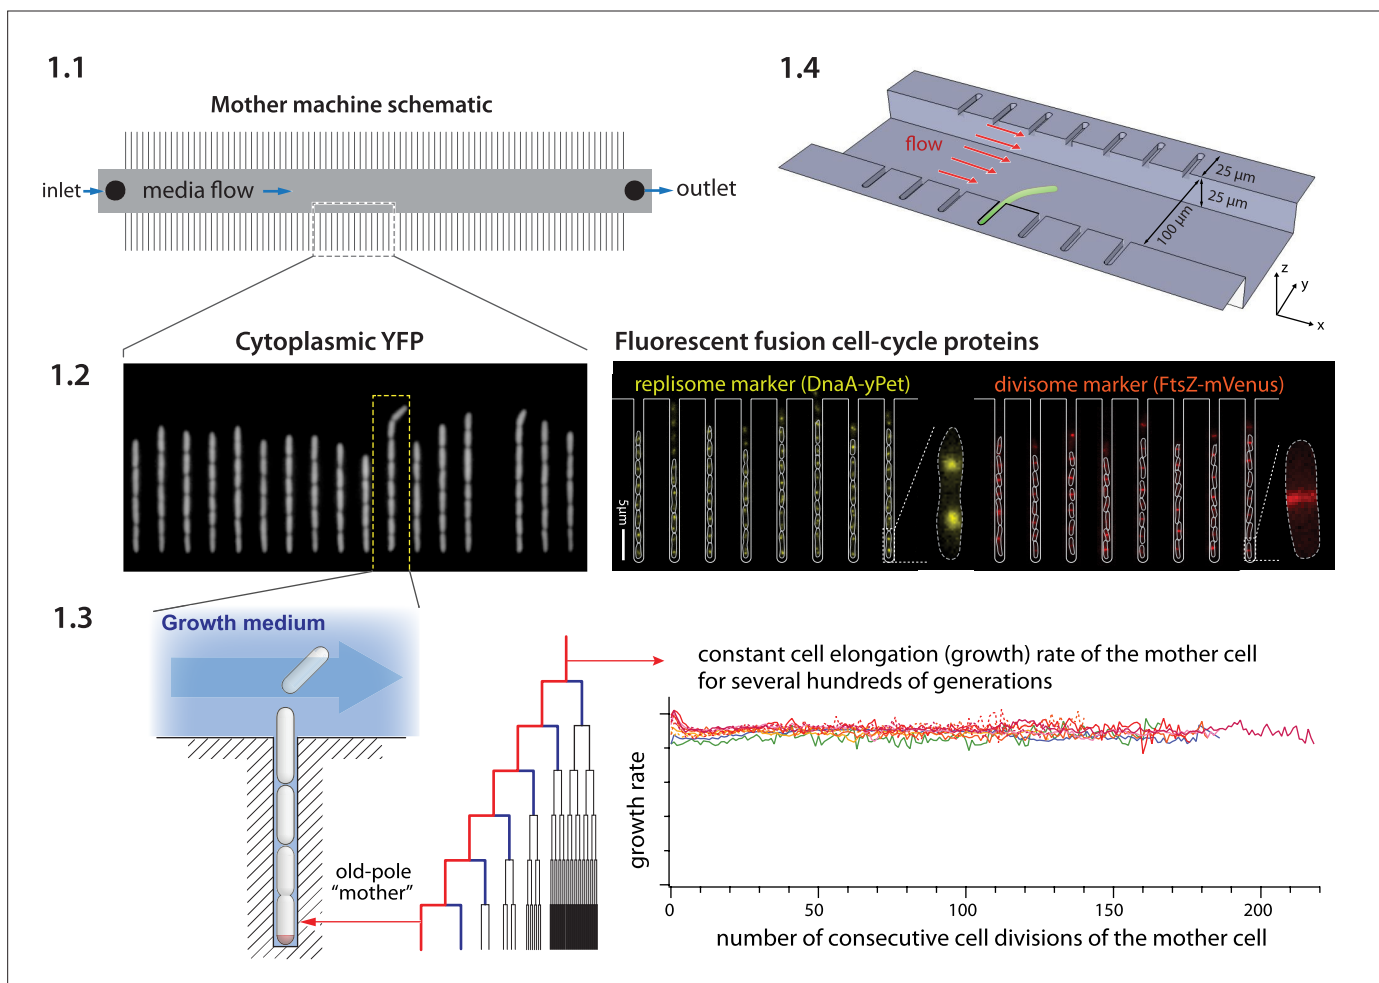 1.1
Mother machine schematic
inlet
media flow
outlet
1.4
flow
25 µm
25 µm
100 µm
z
y
x
1.2
Cytoplasmic YFP
Fluorescent fusion cell-cycle proteins
replisome marker (DnaA-yPet)
divisome marker (FtsZ-mVenus)
5µm
1.3
Growth medium
old-pole
"mother"
constant cell elongation (growth) rate of the mother cell
for several hundreds of generations
growth rate
0 50 100 150 200
number of consecutive cell divisions of the mother cell